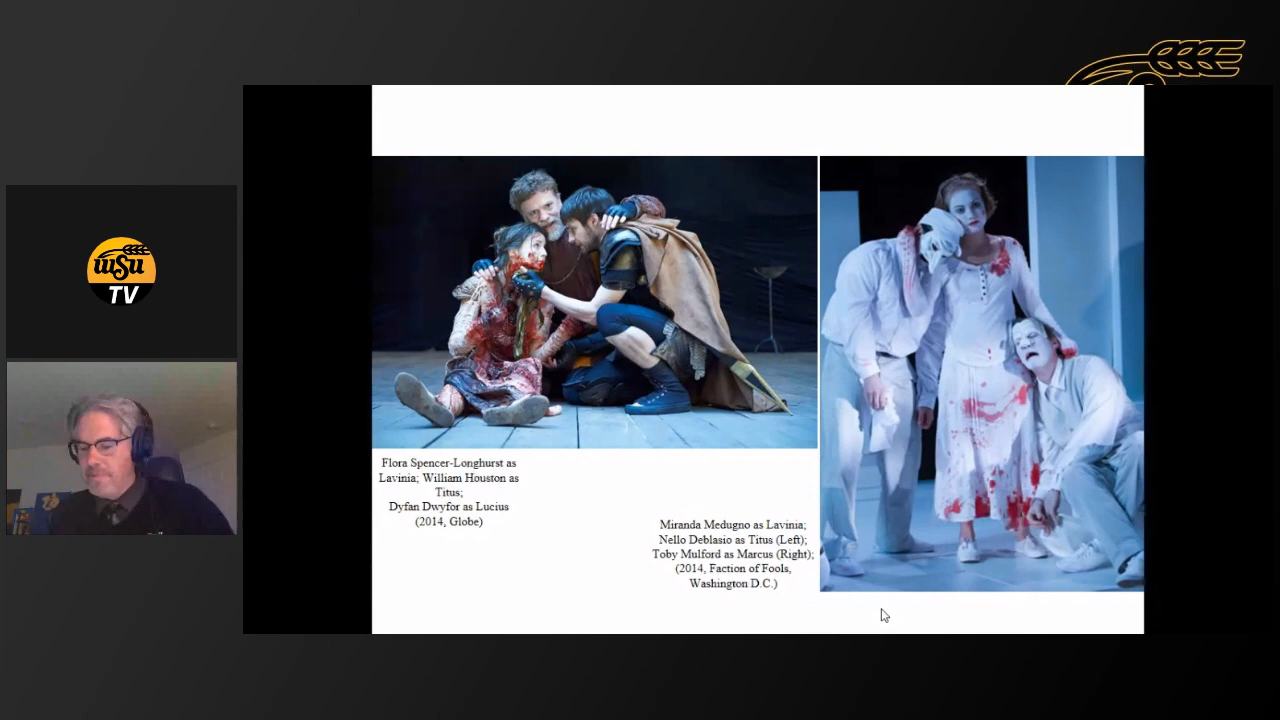 wsu
TV
Flora Spencer-Longhurst as
Lavinia; William Houston as
Titus;
Dyfan Dwyfor as Lucius
(2014, Globe)
Miranda Medugno as Lavinia;
Nello Deblasio as Titus (Left);
Toby Mulford as Marcus (Right);
(2014, Faction of Fools,
Washington D.C.)